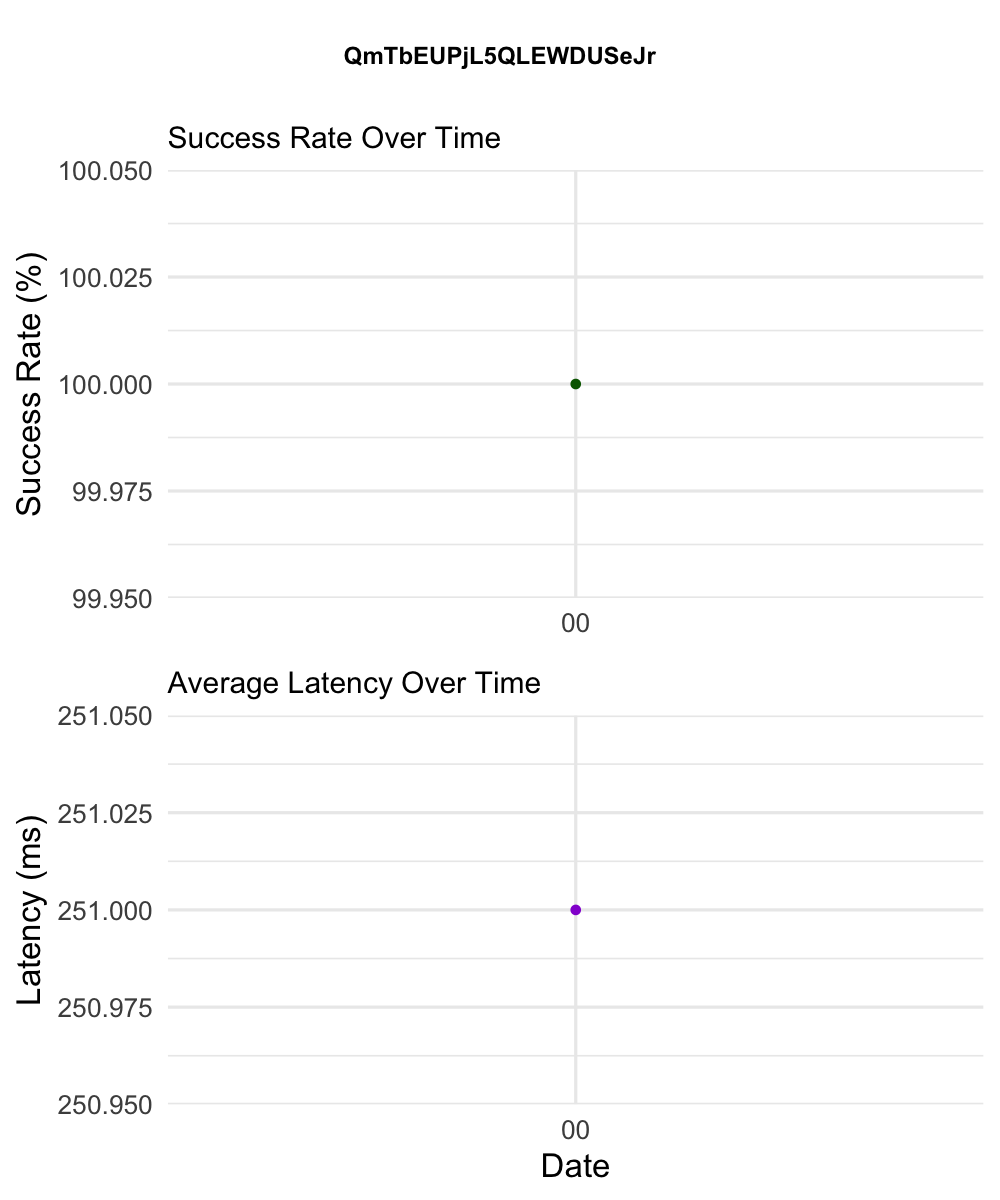 QmTbEUPjL5QLEWDUSeJr
Success Rate Over Time
Success Rate (%)
100.050
100.025
100.000
99.975
99.950
00
Average Latency Over Time
Latency (ms)
251.050
251.025
251.000
250.975
250.950
00
Date